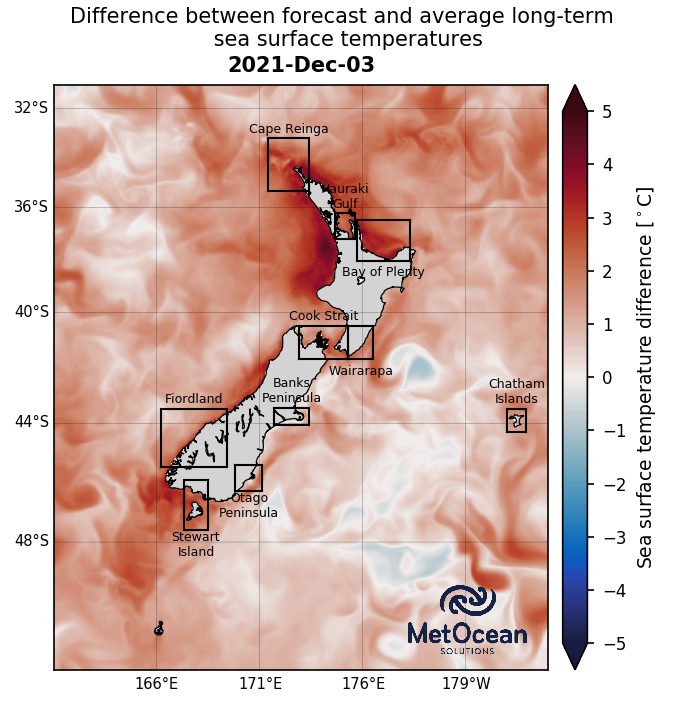 Difference between forecast and average long-term
sea surface temperatures
2021-Dec-03
32°S
36°S
40°S
44°S
48°S
166°E
171°E
176°E
179°W
Cape Reinga
Hauraki
Gulf
Bay of Plenty
Cook Strait
Wairarapa
Banks
Peninsula
Fiordland
Chatham
Islands
Otago
Peninsula
Stewart
Island
MetOcean
SOLUTIONS
5
4
3
2
1
0
−1
−2
−3
−4
−5
Sea surface temperature difference [°C]